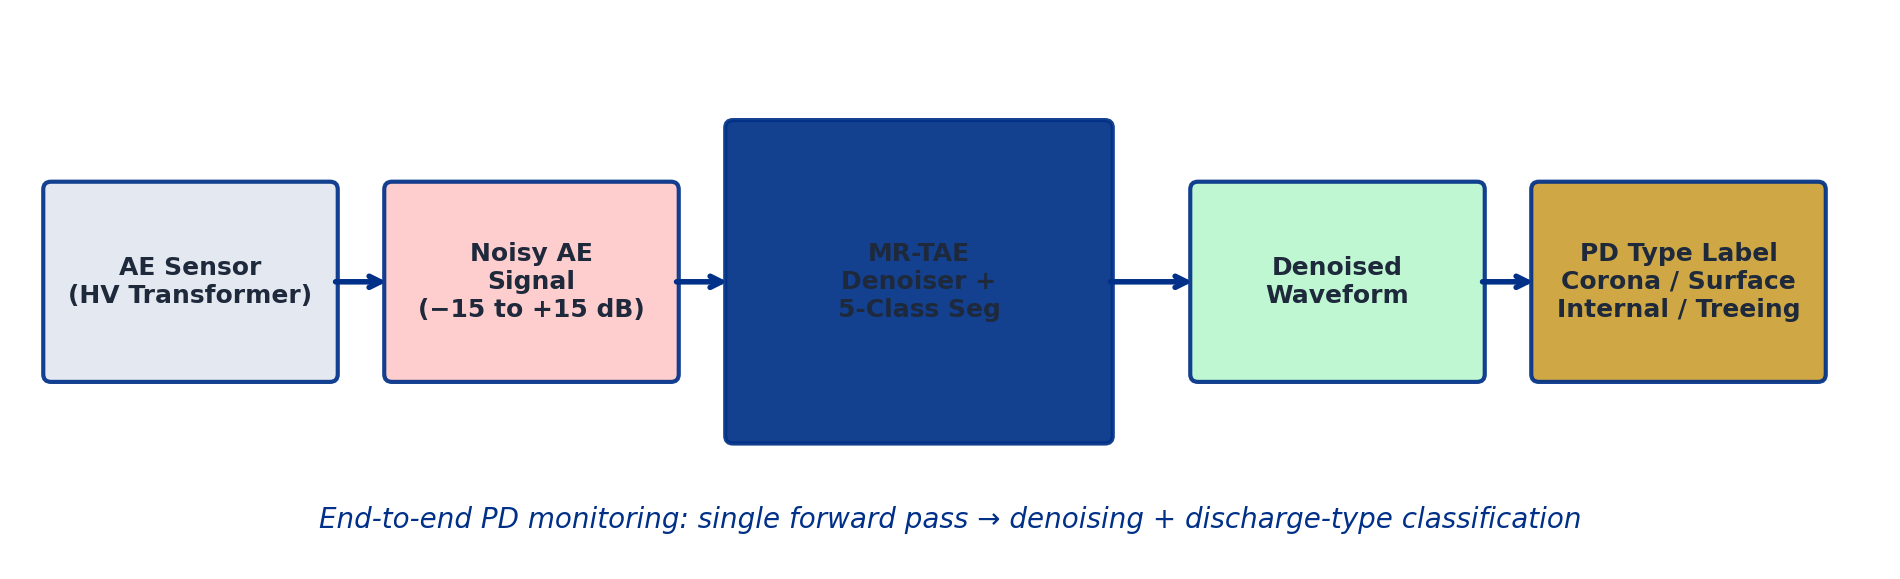 AE Sensor
(HV Transformer)
Noisy AE
Signal
(−15 to +15 dB)
MR-TAE
Denoiser +
5-Class Seg
Denoised
Waveform
PD Type Label
Corona / Surface
Internal / Treeing
End-to-end PD monitoring: single forward pass → denoising + discharge-type classification